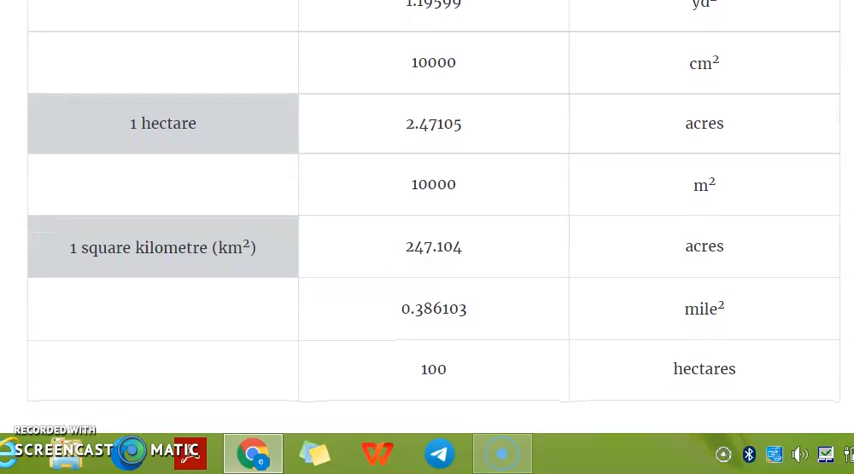 1.19599 yd²
10000 cm²
1 hectare 2.47105 acres
10000 m²
1 square kilometre (km²) 247.104 acres
0.386103 mile²
100 hectares
RECORDED WITH
SCREENCAST MATIC